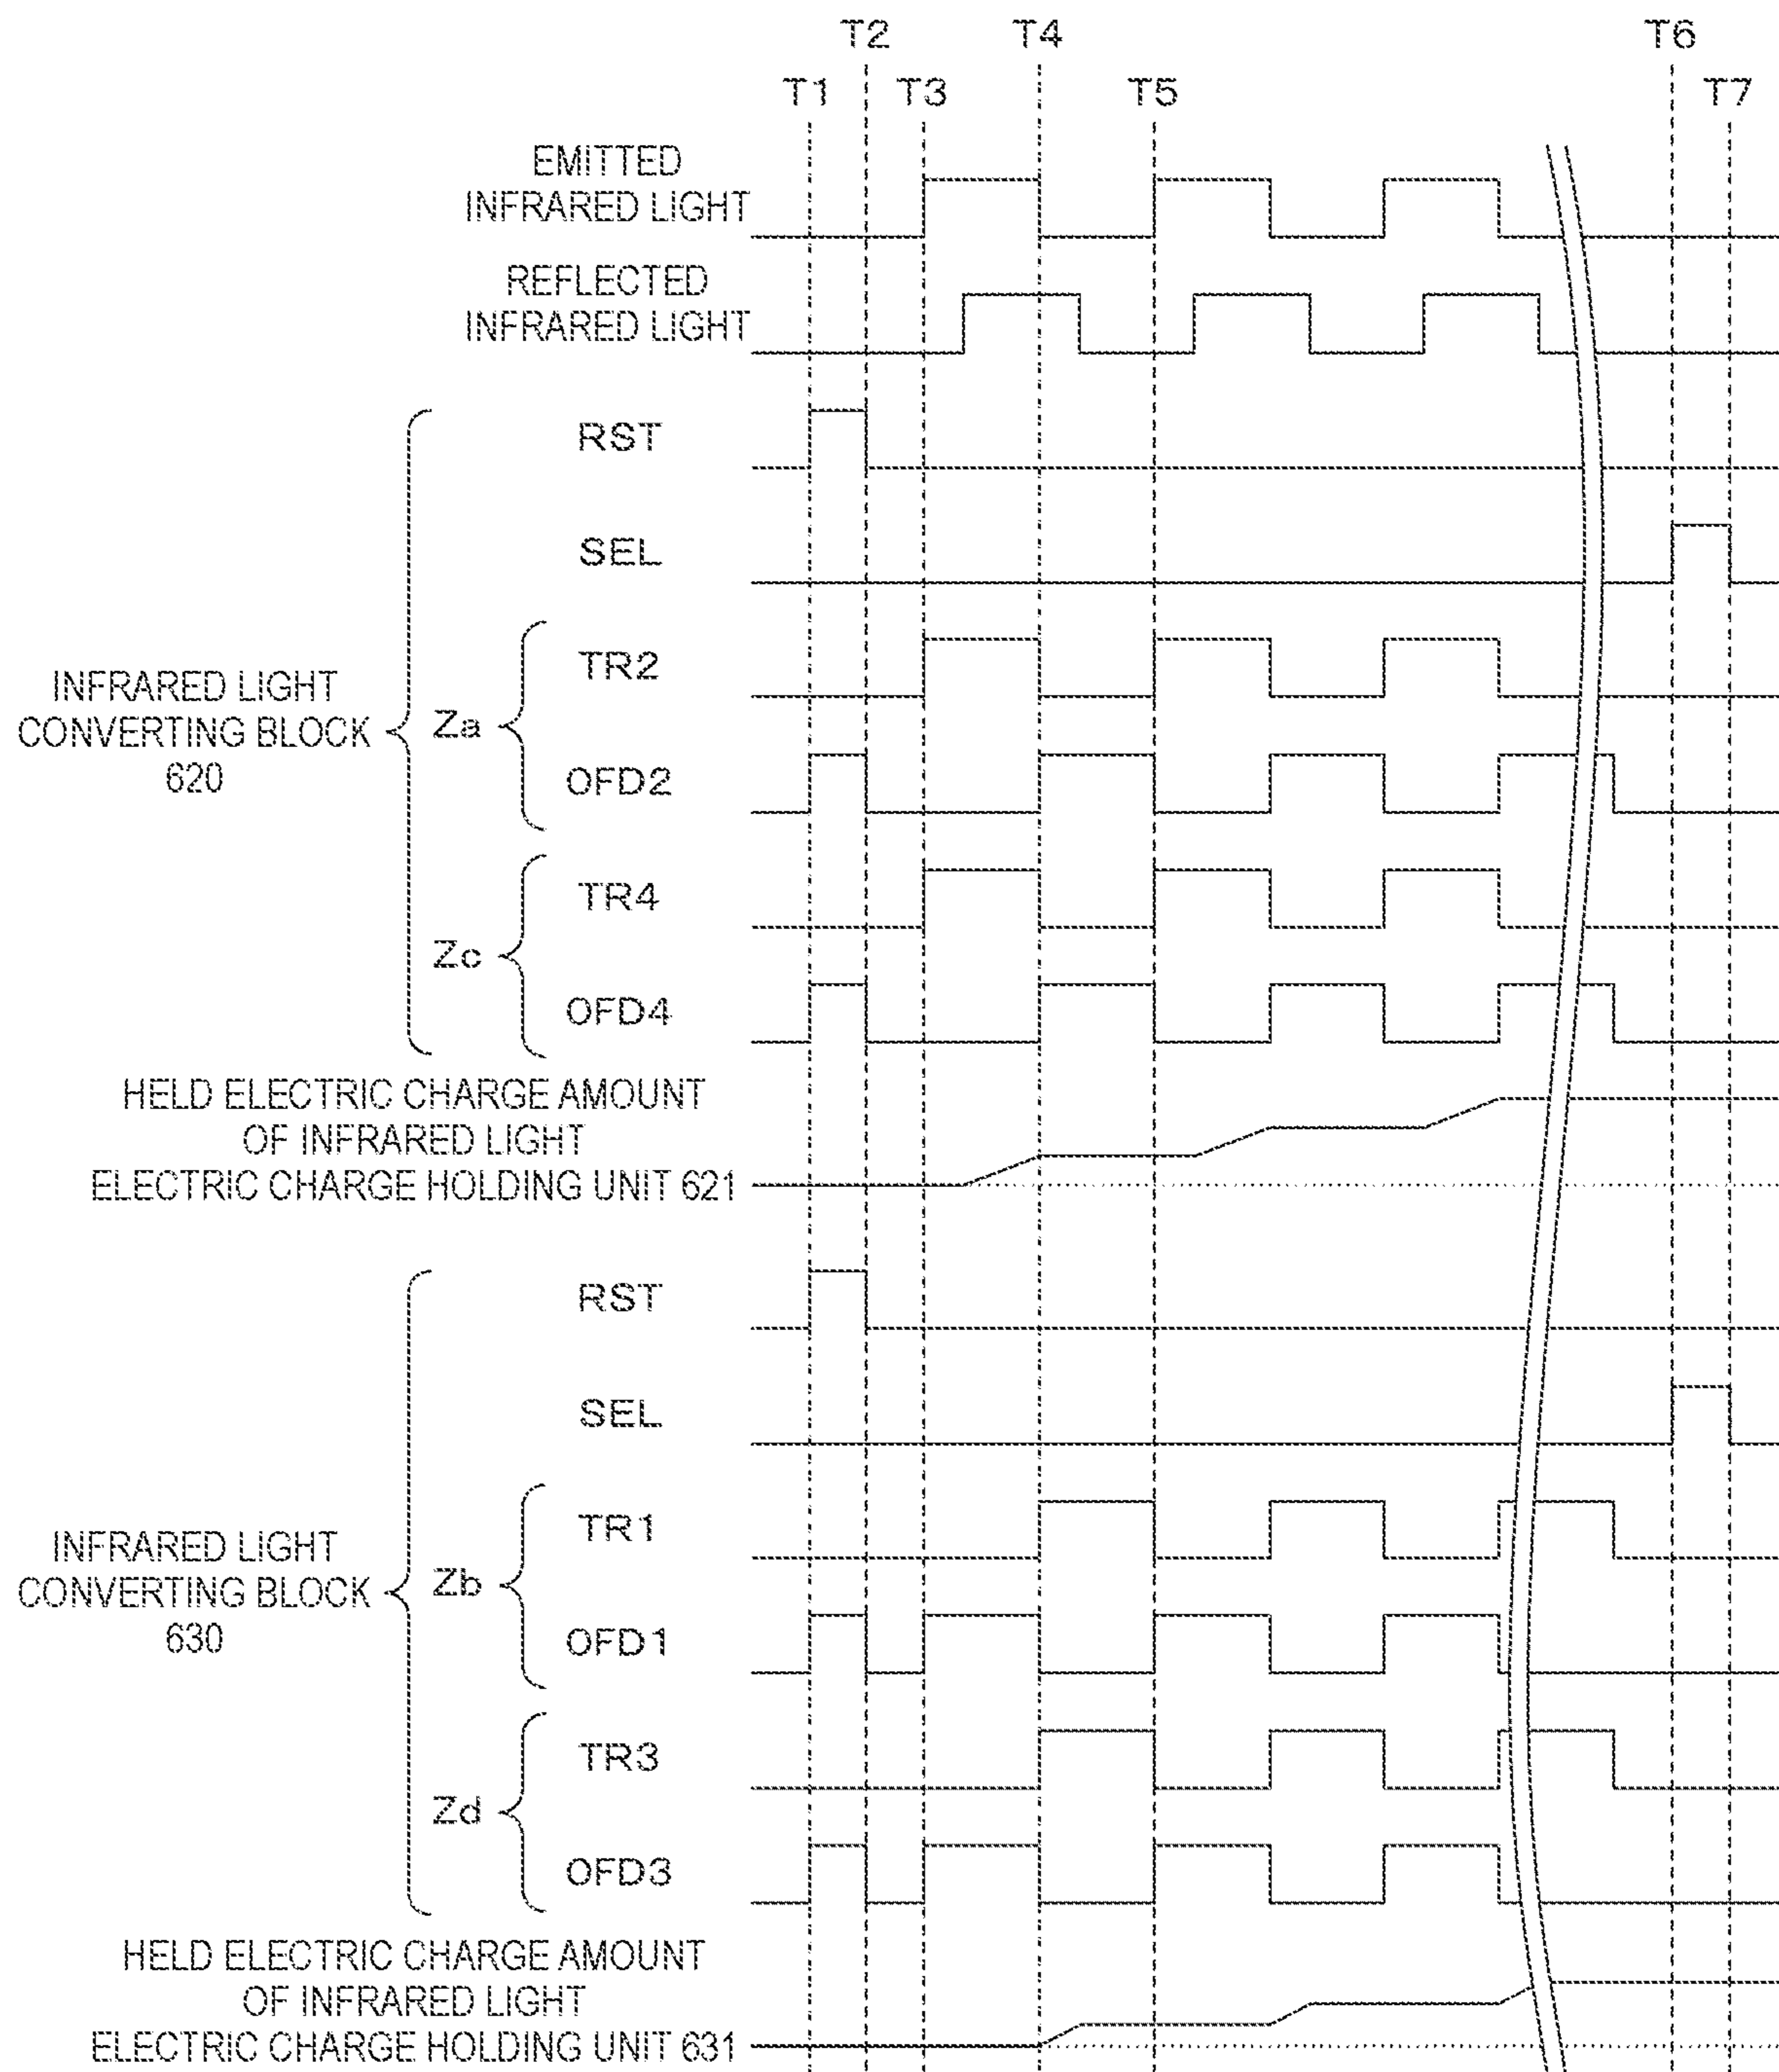 T2 T4 T6
T1 T3 T5 T7
EMITTED
INFRARED LIGHT
REFLECTED
INFRARED LIGHT
RST
SEL
INFRARED LIGHT
CONVERTING BLOCK
620
Za
TR2
OFD2
Zc
TR4
OFD4
HELD ELECTRIC CHARGE AMOUNT
OF INFRARED LIGHT
ELECTRIC CHARGE HOLDING UNIT 621
RST
SEL
INFRARED LIGHT
CONVERTING BLOCK
630
Zb
TR1
OFD1
Zd
TR3
OFD3
HELD ELECTRIC CHARGE AMOUNT
OF INFRARED LIGHT
ELECTRIC CHARGE HOLDING UNIT 631